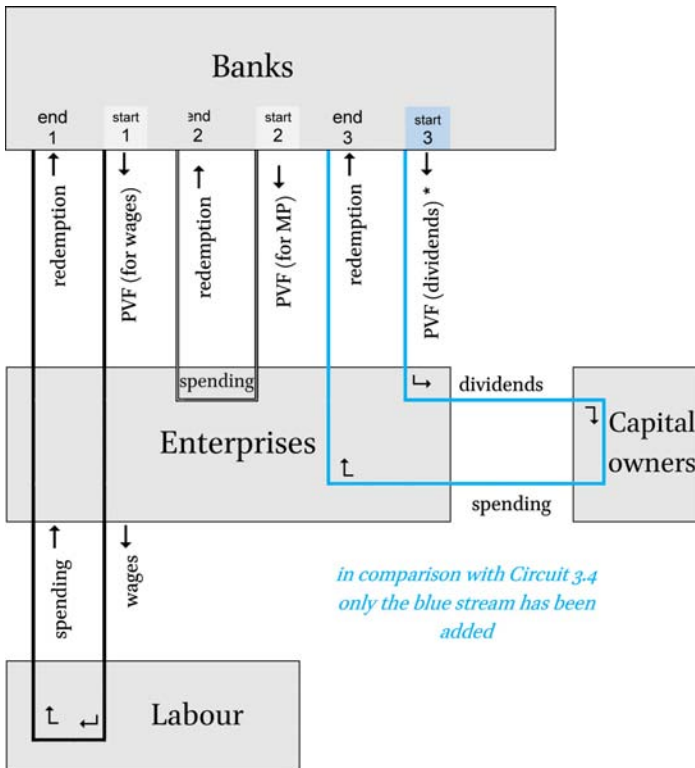 Banks
end
1
start
1
end
2
start
2
end
3
start
3
redemption
PVF (for wages)
redemption
PVF (for MP)
redemption
PVF (dividends) *
spending
dividends
Enterprises
Capital
owners
spending
spending
wages
in comparison with Circuit 3.4
only the blue stream has been
added
Labour